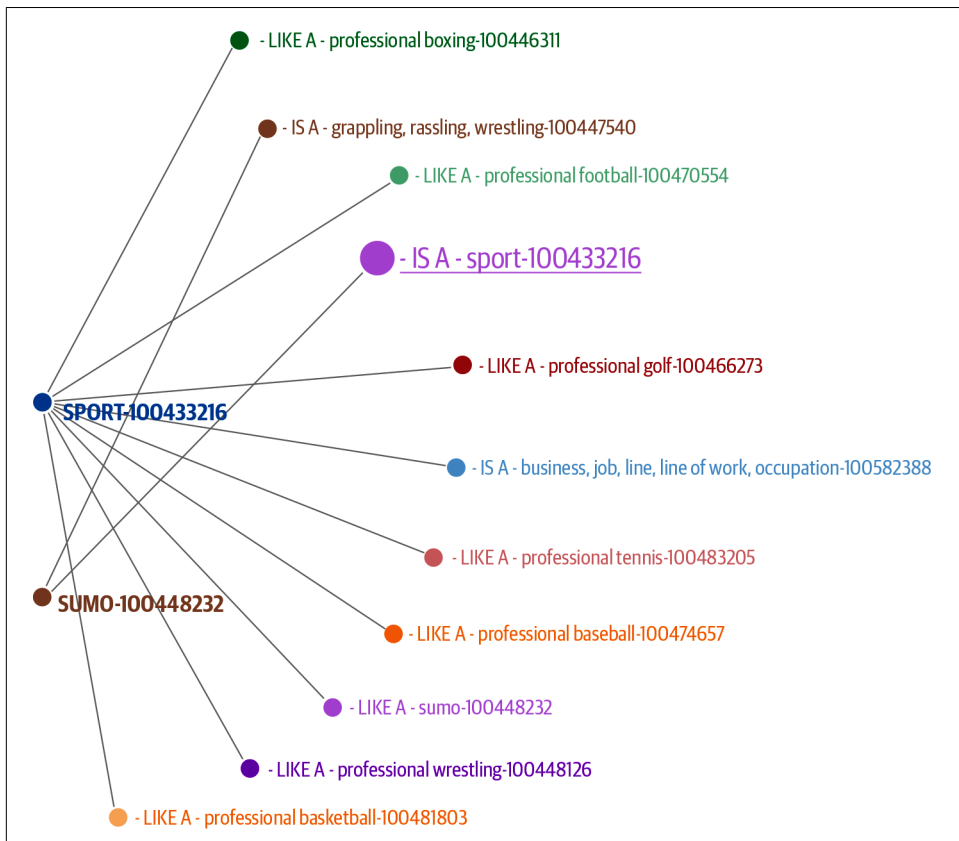 - LIKE A - professional boxing-100446311
- IS A - grappling, rassling, wrestling-100447540
- LIKE A - professional football-100470554
- IS A - sport-100433216
- LIKE A - professional golf-100466273
SPORT-100433216
- IS A - business, job, line, line of work, occupation-100582388
- LIKE A - professional tennis-100483205
SUMO-100448232
- LIKE A - professional baseball-100474657
- LIKE A - sumo-100448232
- LIKE A - professional wrestling-100448126
- LIKE A - professional basketball-100481803